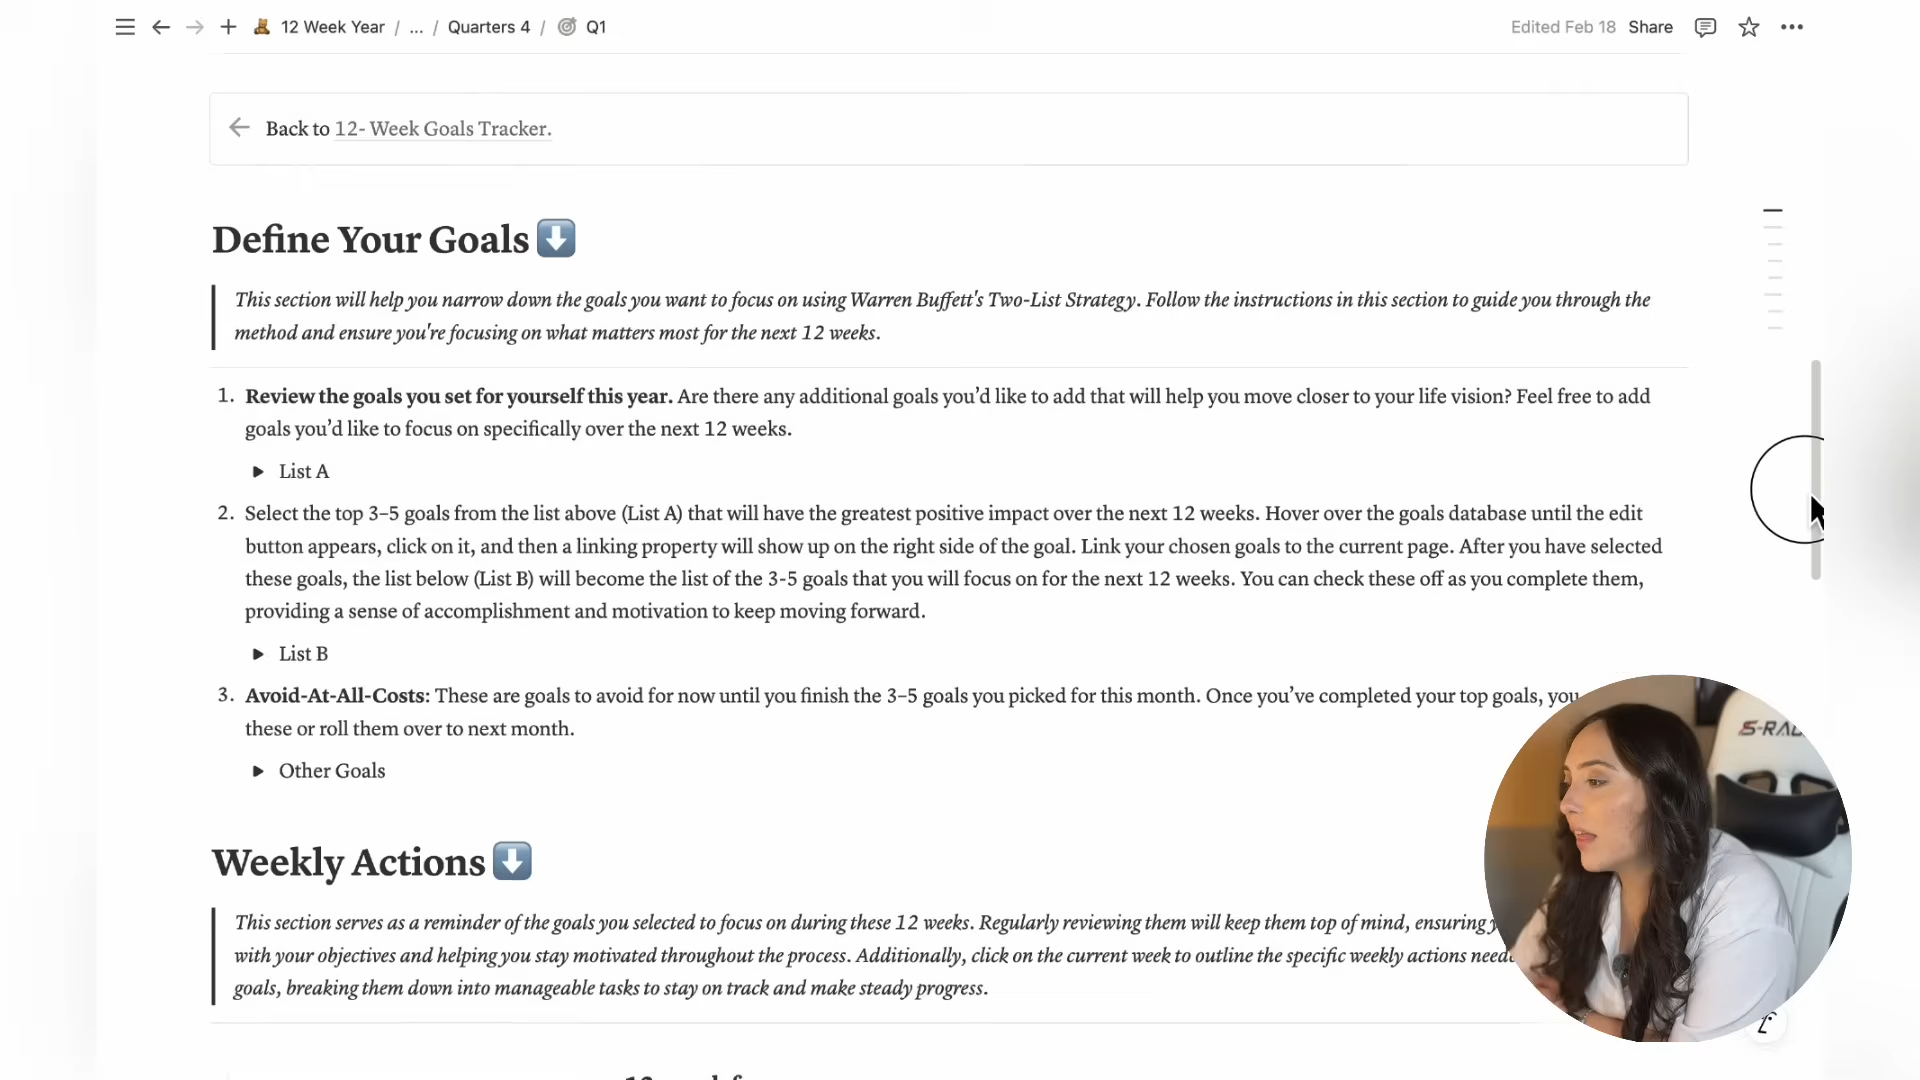 12 Week Year / ... / Quarters 4 / Q1
Edited Feb 18 Share
Back to 12- Week Goals Tracker.
Define Your Goals
This section will help you narrow down the goals you want to focus on using Warren Buffett's Two-List Strategy. Follow the instructions in this section to guide you through the
method and ensure you're focusing on what matters most for the next 12 weeks.
1. Review the goals you set for yourself this year. Are there any additional goals you’d like to add that will help you move closer to your life vision? Feel free to add
goals you’d like to focus on specifically over the next 12 weeks.
List A
2. Select the top 3–5 goals from the list above (List A) that will have the greatest positive impact over the next 12 weeks. Hover over the goals database until the edit
button appears, click on it, and then a linking property will show up on the right side of the goal. Link your chosen goals to the current page. After you have selected
these goals, the list below (List B) will become the list of the 3-5 goals that you will focus on for the next 12 weeks. You can check these off as you complete them,
providing a sense of accomplishment and motivation to keep moving forward.
List B
3. Avoid-At-All-Costs: These are goals to avoid for now until you finish the 3–5 goals you picked for this month. Once you’ve completed your top goals, you
these or roll them over to next month.
Other Goals
S-RAC
Weekly Actions
This section serves as a reminder of the goals you selected to focus on during these 12 weeks. Regularly reviewing them will keep them top of mind, ensuring
with your objectives and helping you stay motivated throughout the process. Additionally, click on the current week to outline the specific weekly actions
goals, breaking them down into manageable tasks to stay on track and make steady progress.